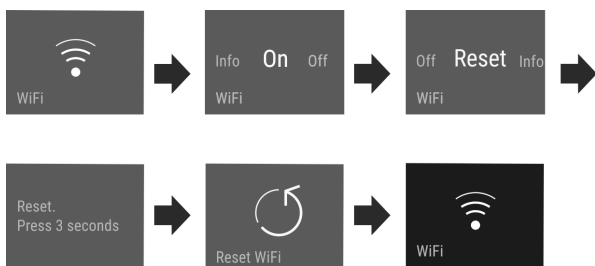 WiFi
Info On Off
WiFi
Off Reset Info
WiFi
Reset.
Press 3 seconds
Reset WiFi
WiFi